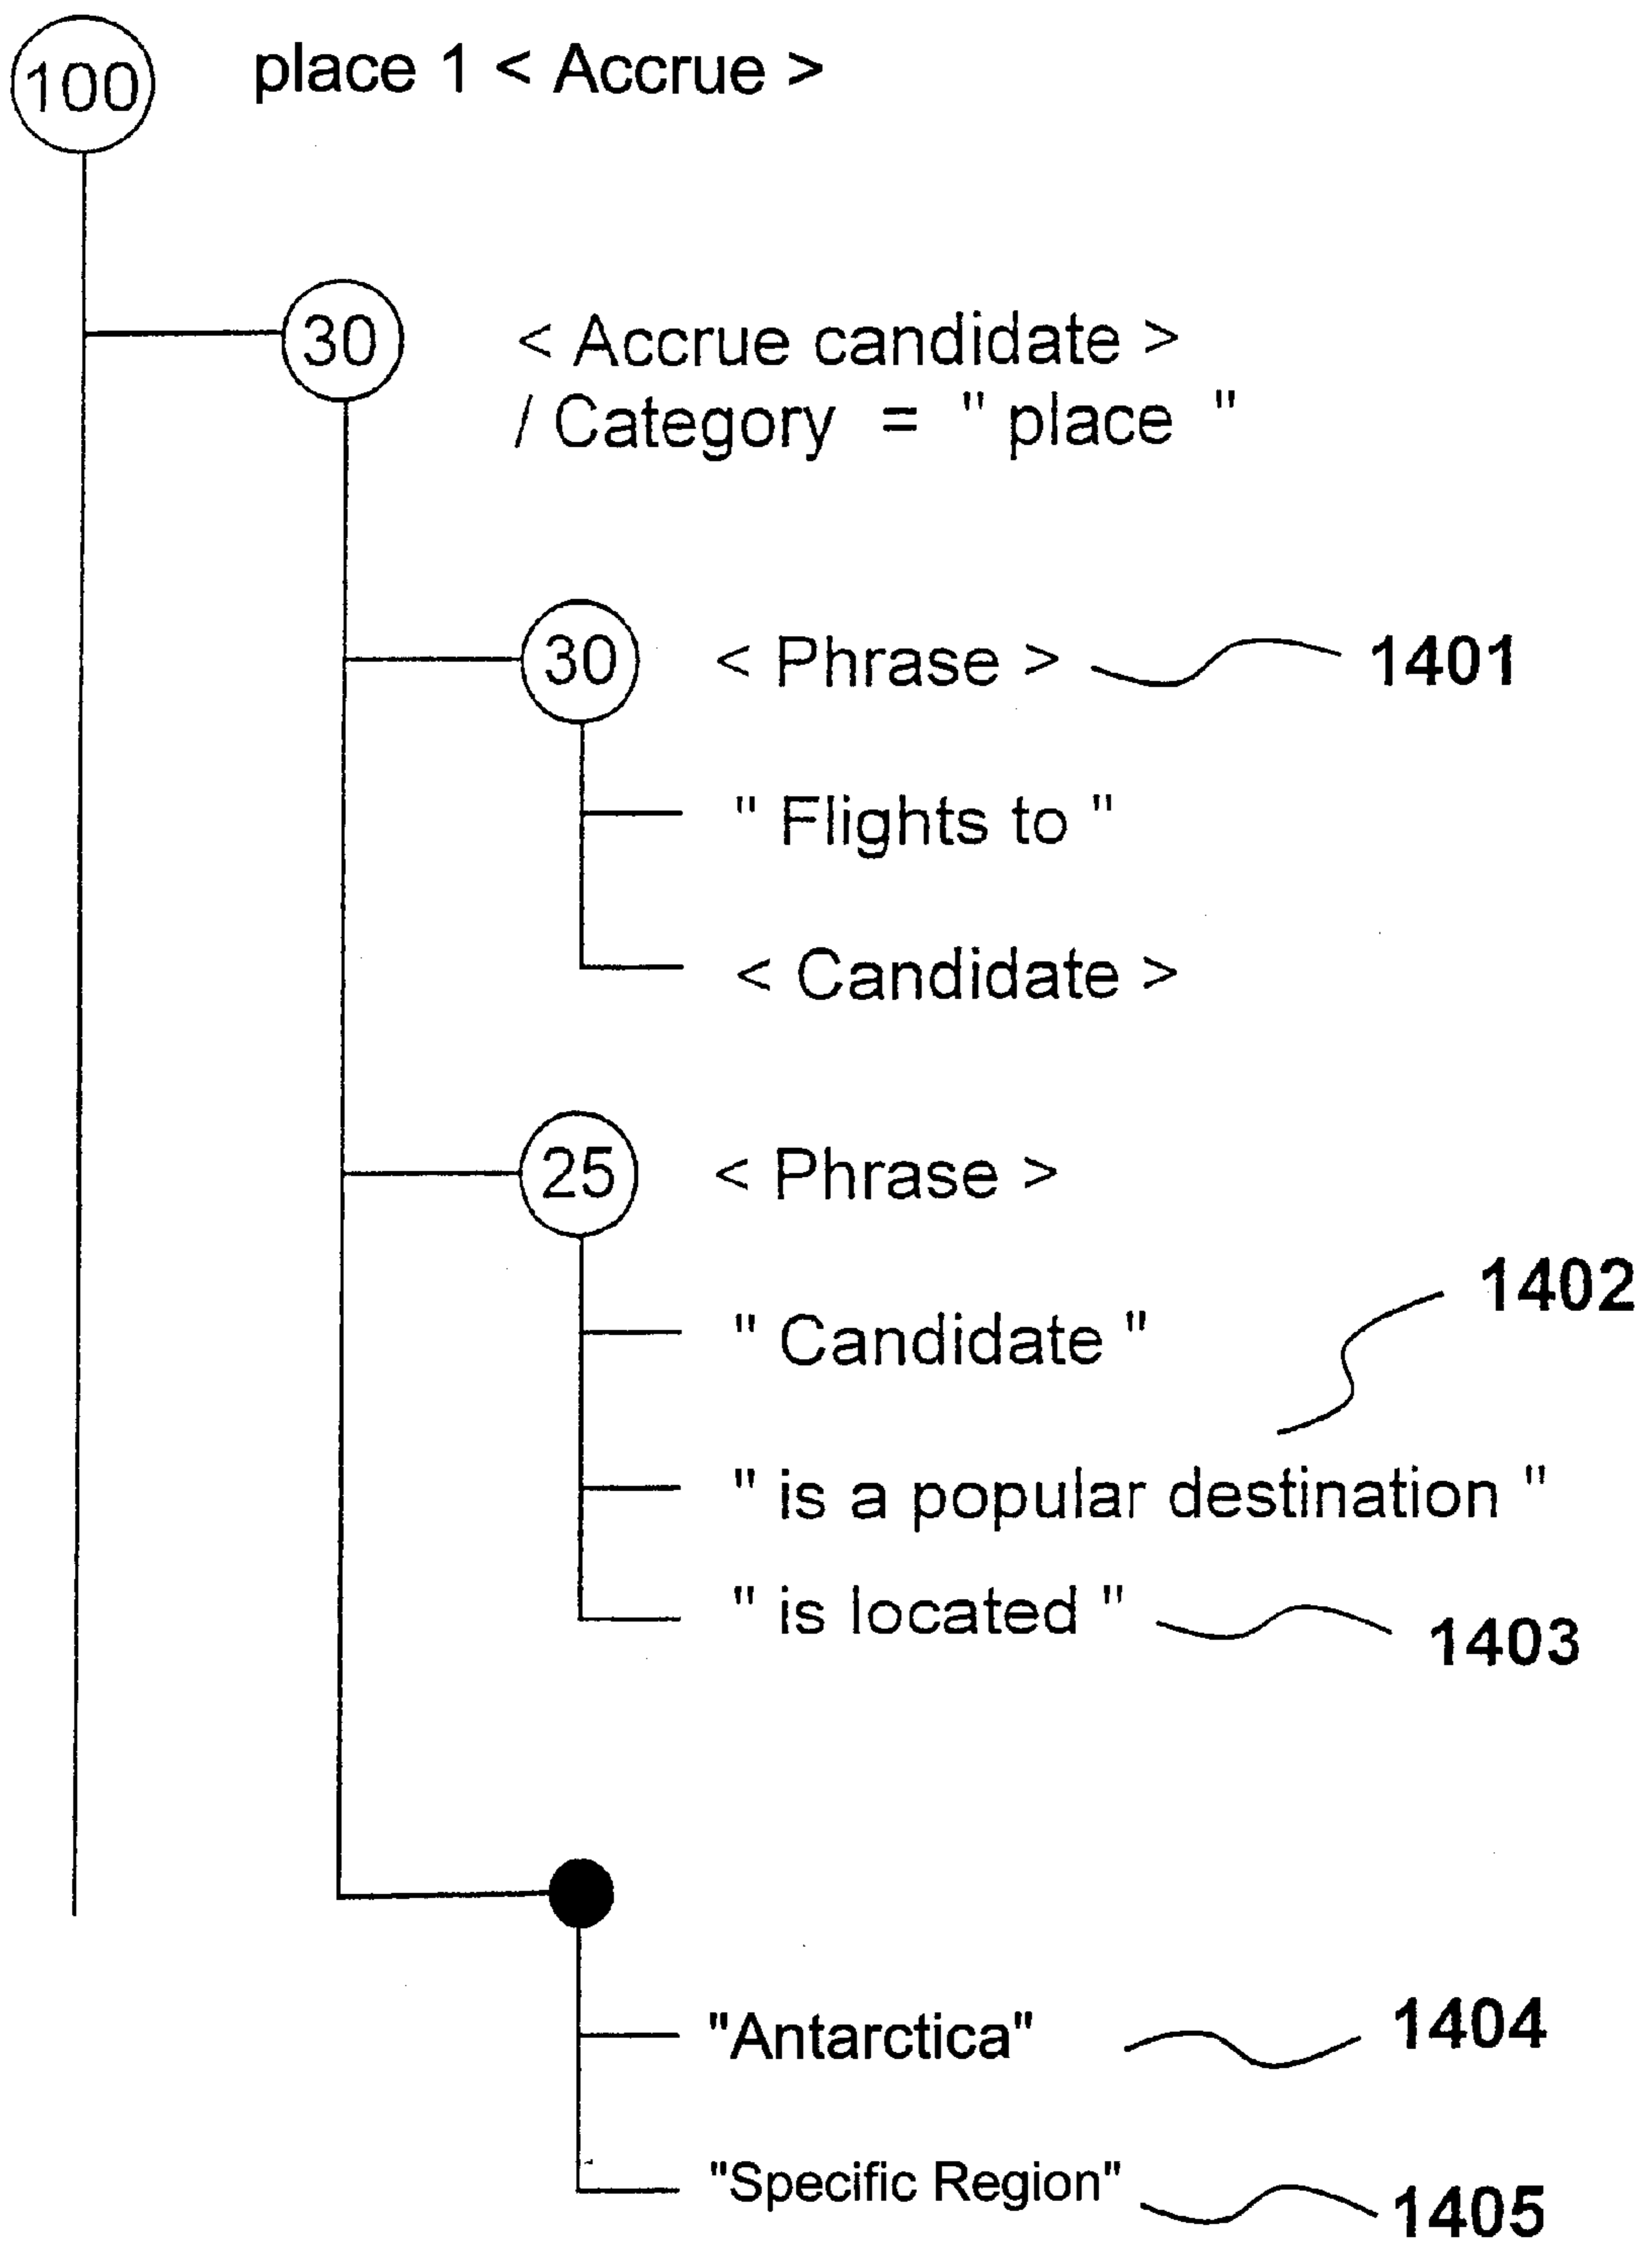 100 place 1 < Accrue >
30 < Accrue candidate >
/ Category = " place "
30 < Phrase > 1401
" Flights to "
< Candidate >
25 < Phrase >
1402
" Candidate "
" is a popular destination "
" is located " 1403
"Antarctica" 1404
"Specific Region" 1405